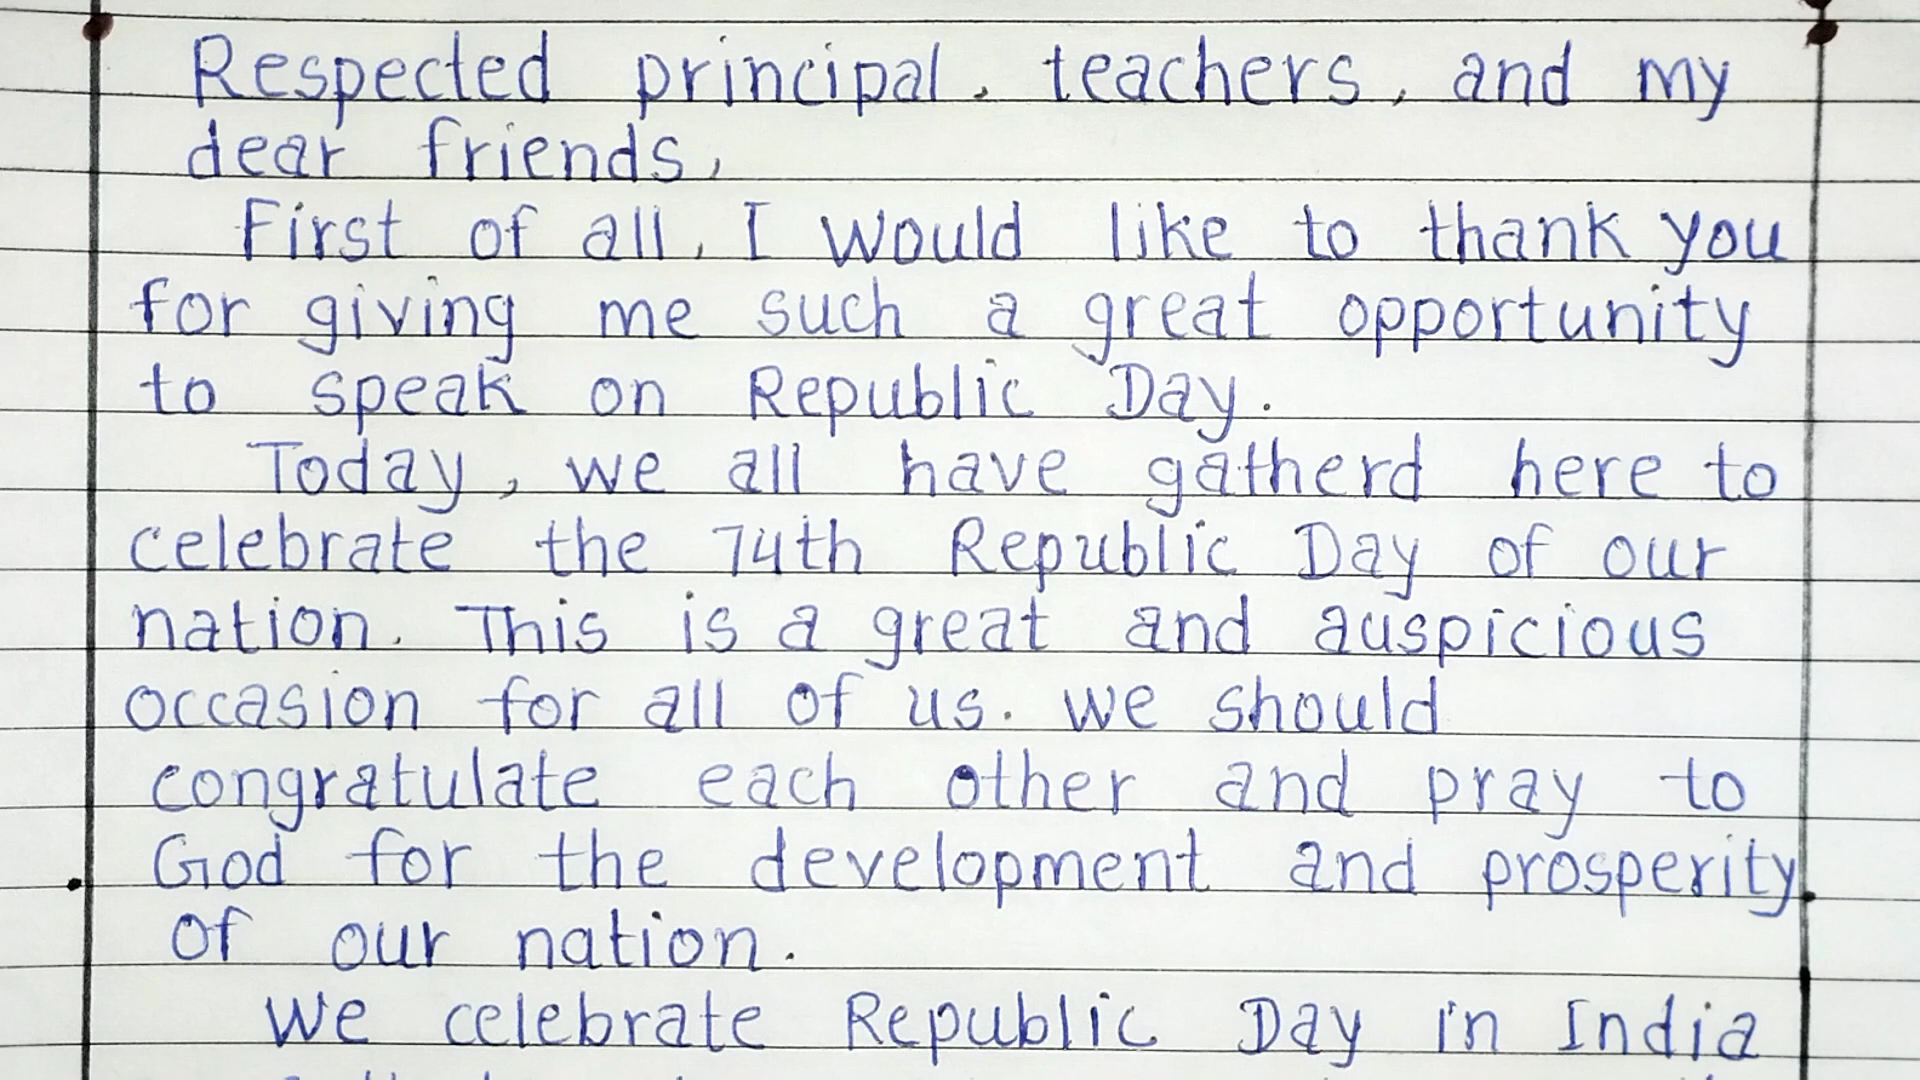 Respected principal. teachers, and my
dear friends,
First of all, I would like to thank you
for giving me such a great opportunity
to speak on Republic Day.
Today, we all have gatherd here to
celebrate the 74th Republic Day of our
nation. This is a great and auspicious
occasion for all of us. we should
congratulate each other and pray to
God for the development and prosperity
of our nation.
We celebrate Republic Day in India